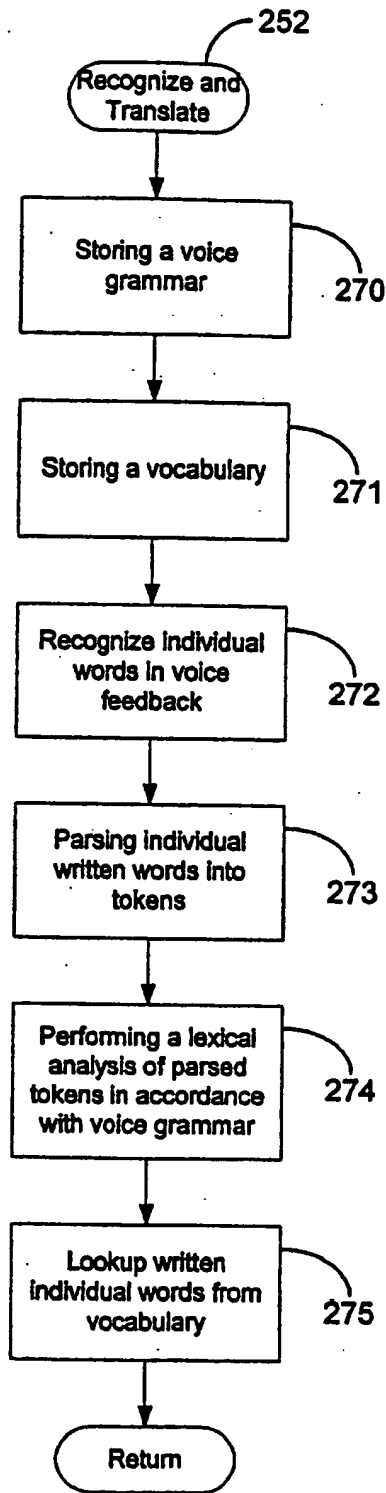 252
Recognize and
Translate
Storing a voice
grammar
270
Storing a vocabulary
271
Recognize individual
words in voice
feedback
272
Parsing individual
written words into
tokens
273
Performing a lexical
analysis of parsed
tokens in accordance
with voice grammar
274
Lookup written
individual words from
vocabulary
275
Return